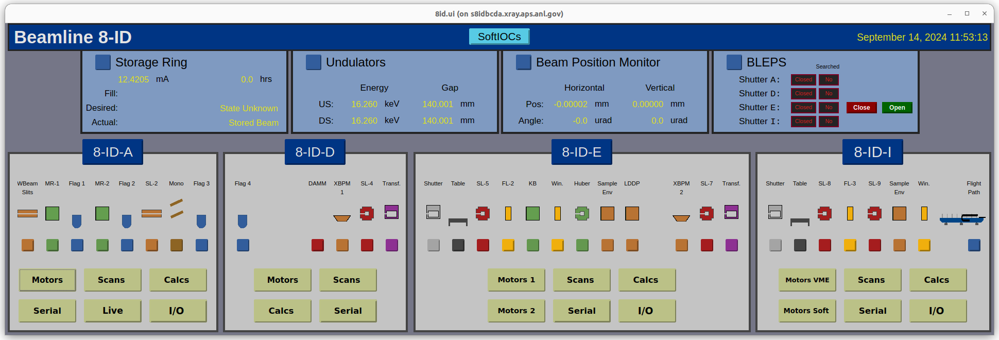 8id.ui (on s8idbcda.xray.aps.anl.gov)
Beamline 8-ID
SoftIOCs
September 14, 2024 11:53:13
Storage Ring
12.4205 mA 0.0 hrs
Fill:
Desired: State Unknown
Actual: Stored Beam
Undulators
Energy Gap
US: 16.260 keV 140.001 mm
DS: 16.260 keV 140.001 mm
Beam Position Monitor
Horizontal Vertical
Pos: -0.00002 mm 0.00000 mm
Angle: -0.0 urad 0.0 urad
BLEPS
Searched
Shutter A: Closed No
Shutter D: Closed No
Shutter E: Closed No Close Open
Shutter I: Closed No
8-ID-A
WBeam Slits MR-1 Flag 1 MR-2 Flag 2 SL-2 Mono Flag 3
Motors Scans Calcs
Serial Live I/O
8-ID-D
Flag 4 DAMM XBPM 1 SL-4 Transf.
Motors Scans
Calcs Serial
8-ID-E
Shutter Table SL-5 FL-2 KB Win. Huber Sample Env LDDP XBPM 2 SL-7 Transf.
Motors 1 Scans Calcs
Motors 2 Serial I/O
8-ID-I
Shutter Table SL-8 FL-3 SL-9 Sample Env Win. Flight Path
Motors VME Scans Calcs
Motors Soft Serial I/O